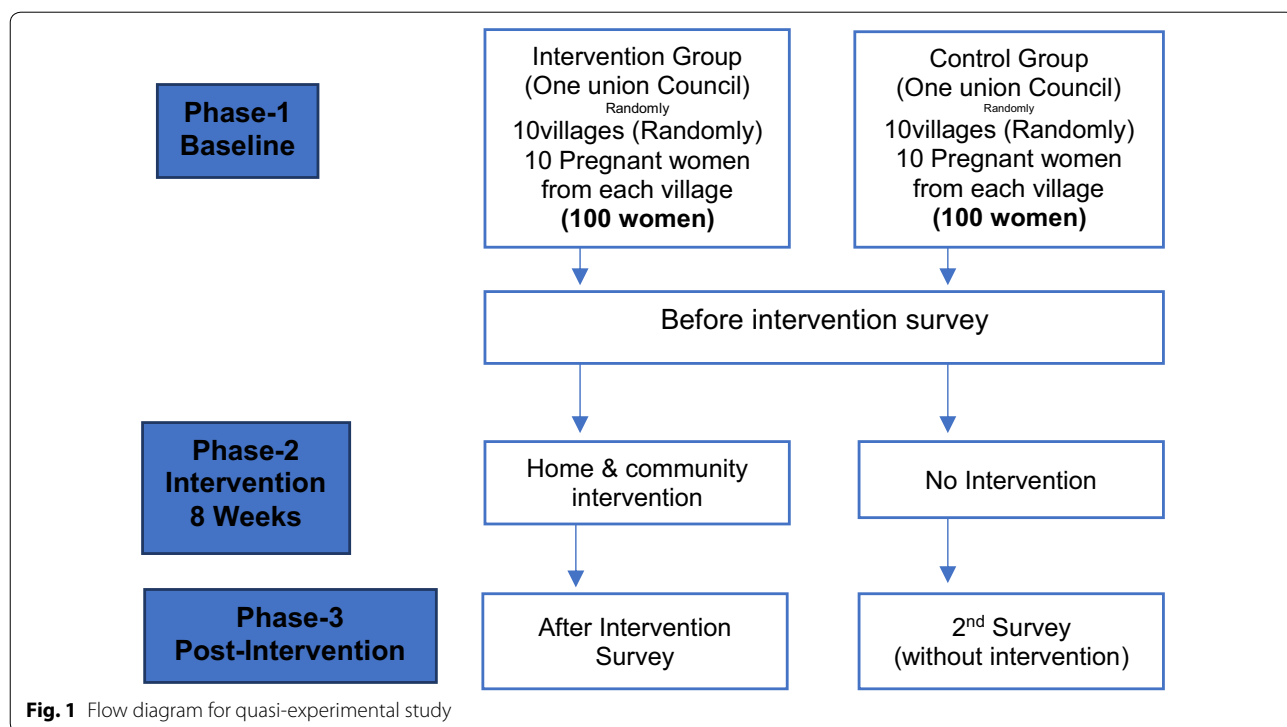 Phase-1
Baseline
Intervention Group
(One union Council)
Randomly
10villages (Randomly)
10 Pregnant women
from each village
(100 women)
Control Group
(One union Council)
Randomly
10villages (Randomly)
10 Pregnant women
from each village
(100 women)
Before intervention survey
Phase-2
Intervention
8 Weeks
Home & community
intervention
No Intervention
Phase-3
Post-Intervention
After Intervention
Survey
2nd Survey
(without intervention)
Fig. 1 Flow diagram for quasi-experimental study